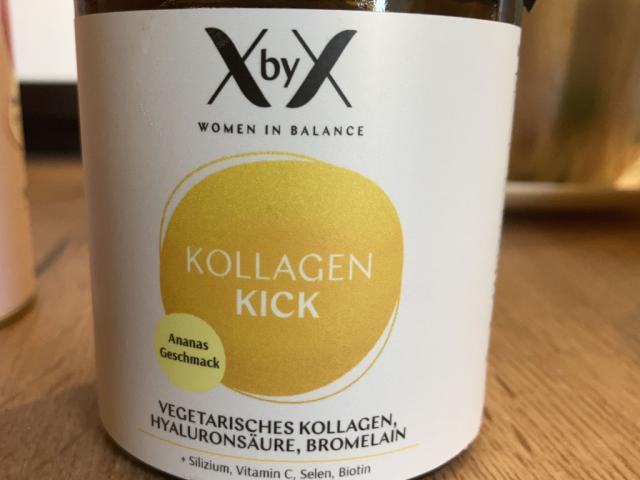 XbyX
WOMEN IN BALANCE
KOLLAGEN
KICK
Ananas
Geschmack
VEGETARISCHES KOLLAGEN,
HYALURONSÄURE, BROMELAIN
+ Silizium, Vitamin C, Selen, Biotin